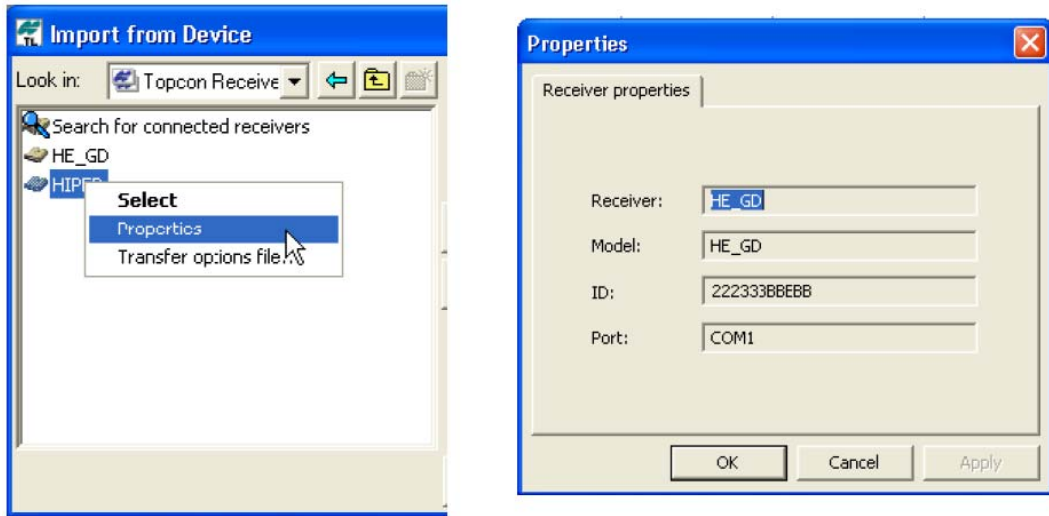 Import from Device
Look in:
Topcon Receive
Search for connected receivers
HE_GD
Select
Properties
Transfer options file...
Properties
Receiver properties
Receiver: HE_GD
Model: HE_GD
ID: 222333BBEBB
Port: COM1
OK Cancel Apply